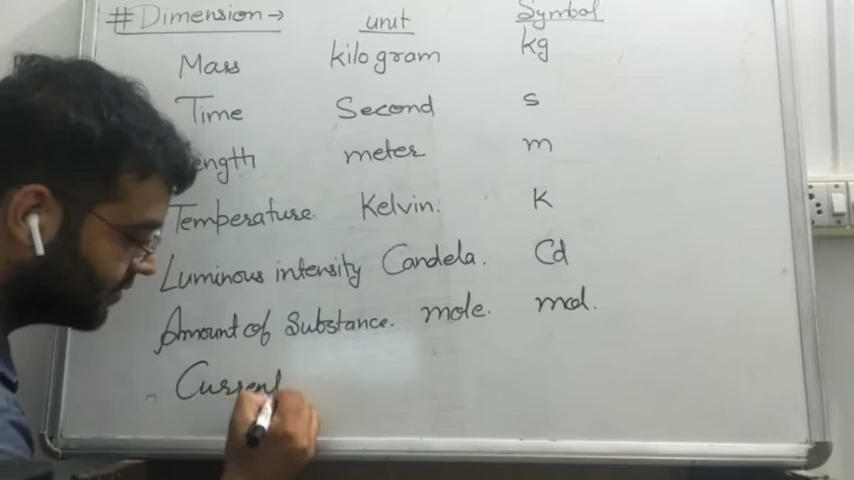 #Dimension→ unit Symbol
Mass kilogram kg
Time Second s
ength meter m
Temperature. Kelvin. K
Luminous intensity Candela. Cd
Amount of Substance. mole. mol.
Current